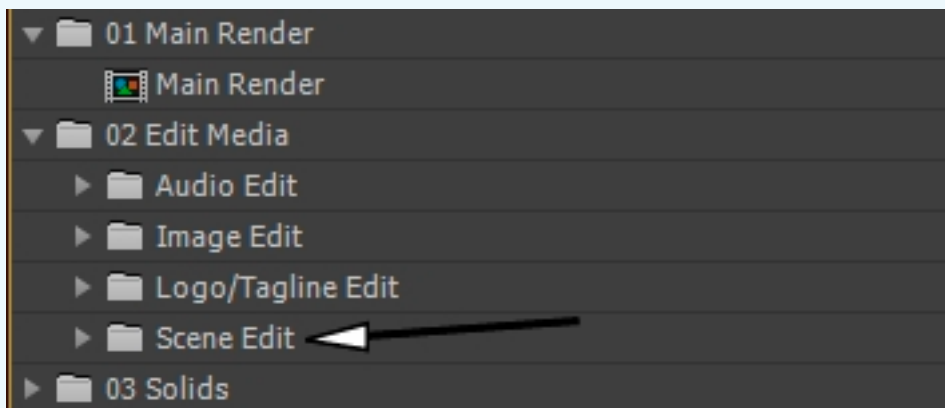 01 Main Render
Main Render
02 Edit Media
Audio Edit
Image Edit
Logo/Tagline Edit
Scene Edit
03 Solids